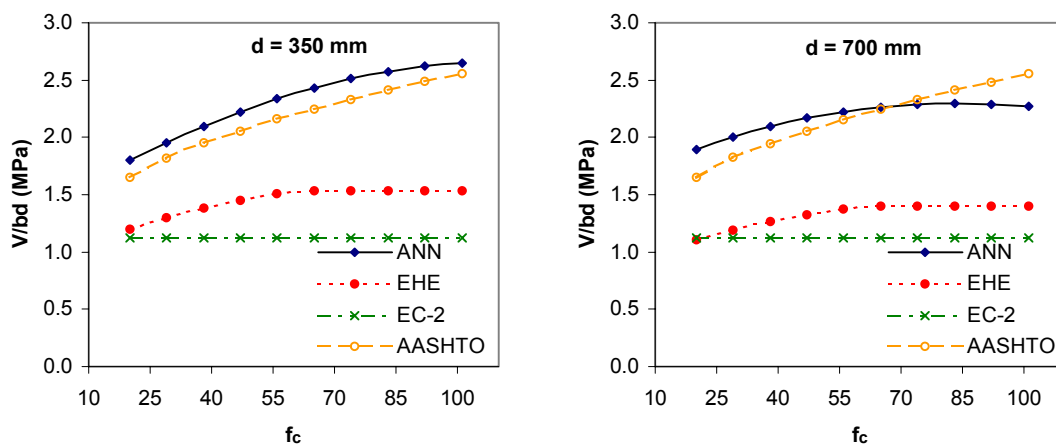 d = 350 mm
V/bd (MPa)
3.0
2.5
2.0
1.5
1.0
0.5
0.0
ANN
EHE
EC-2
AASHTO
10 25 40 55 70 85 100
fc
d = 700 mm
V/bd (MPa)
3.0
2.5
2.0
1.5
1.0
0.5
0.0
ANN
EHE
EC-2
AASHTO
10 25 40 55 70 85 100
fc